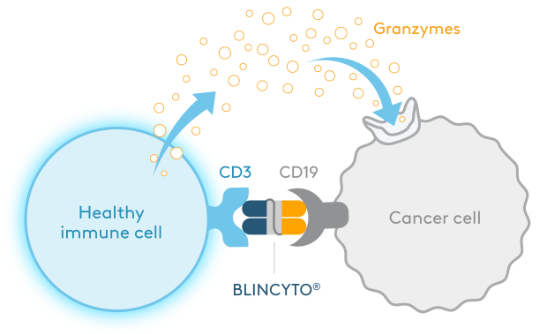 Granzymes
CD3
CD19
Healthy
immune cell
Cancer cell
BLINCYTO®